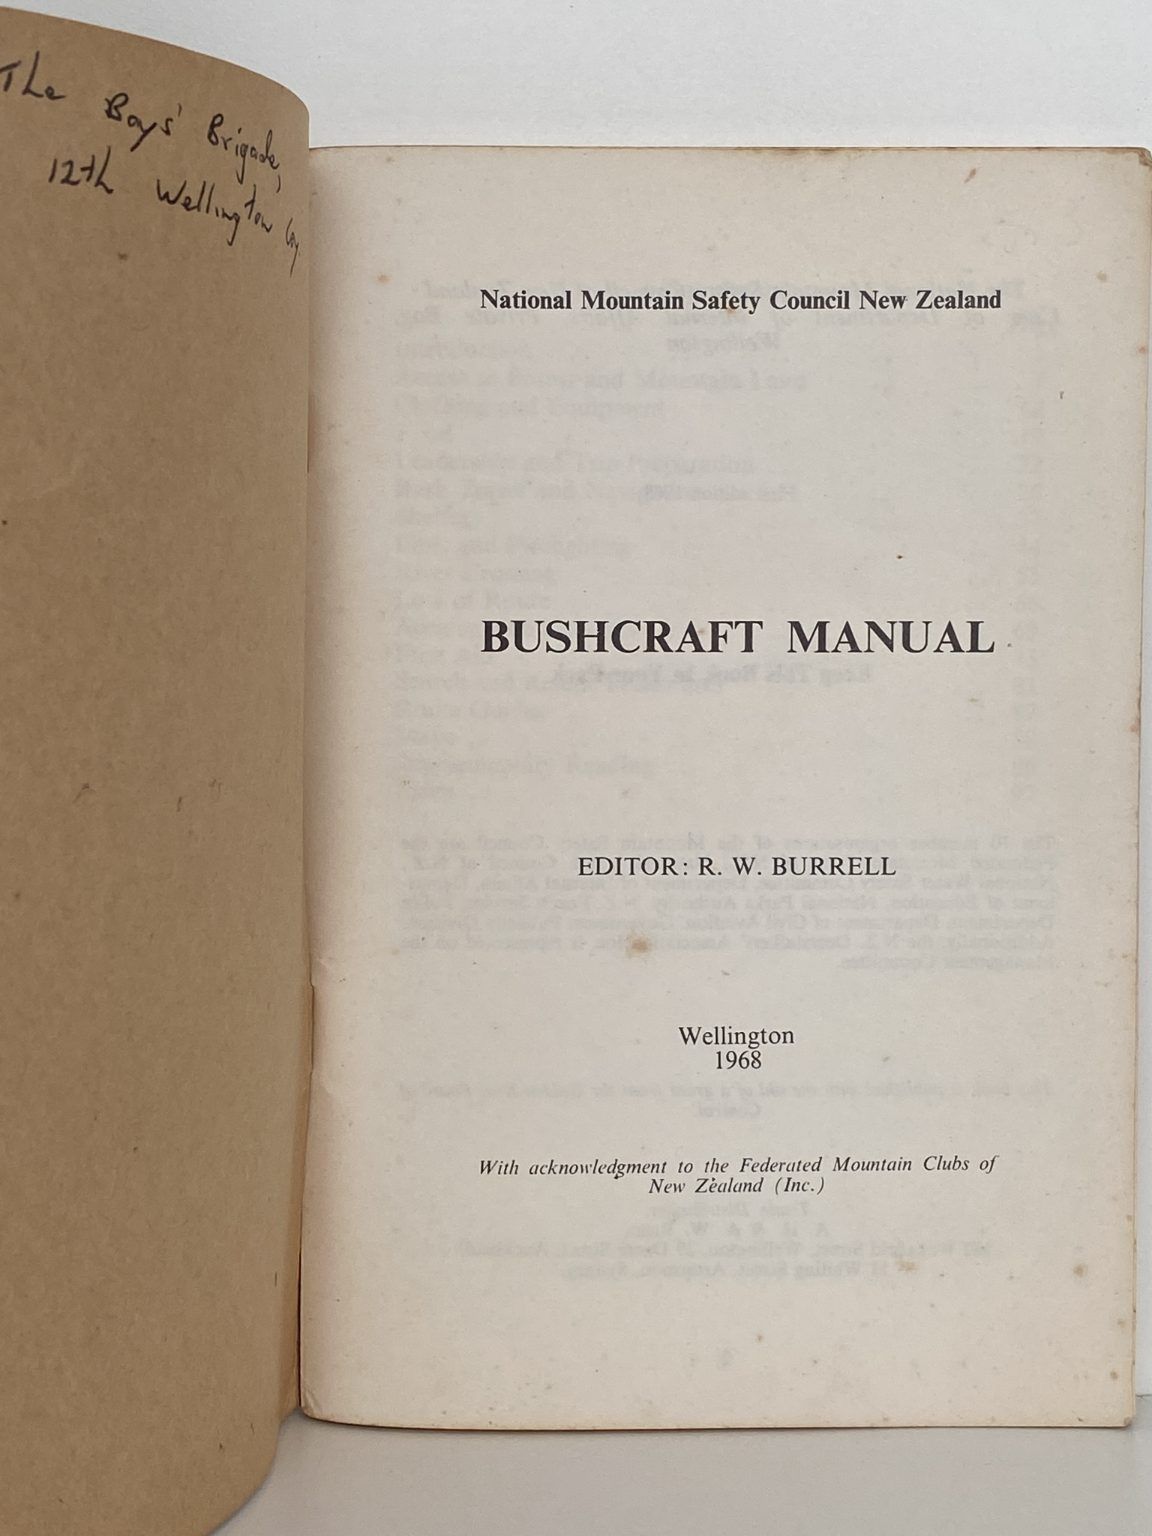 The Boys' Brigade,
12th Wellington Coy.
National Mountain Safety Council New Zealand
BUSHCRAFT MANUAL
EDITOR: R. W. BURRELL
Wellington
1968
With acknowledgment to the Federated Mountain Clubs of
New Zealand (Inc.)